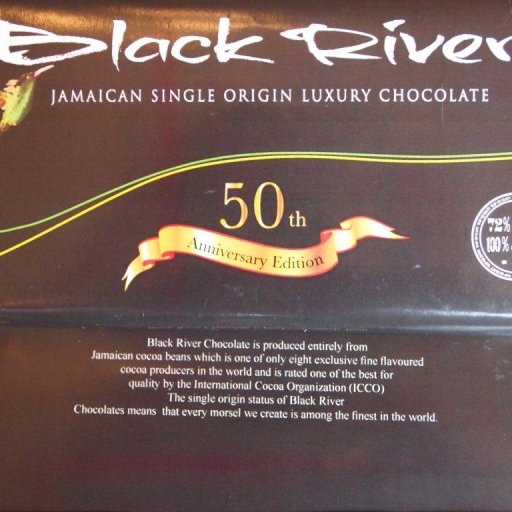 Black River
JAMAICAN SINGLE ORIGIN LUXURY CHOCOLATE
50th
Anniversary Edition
72%
100%
Black River Chocolate is produced entirely from
Jamaican cocoa beans which is one of only eight exclusive fine flavoured
cocoa producers in the world and is rated one of the best for
quality by the International Cocoa Organization (ICCO)
The single origin status of Black River
Chocolates means that every morsel we create is among the finest in the world.